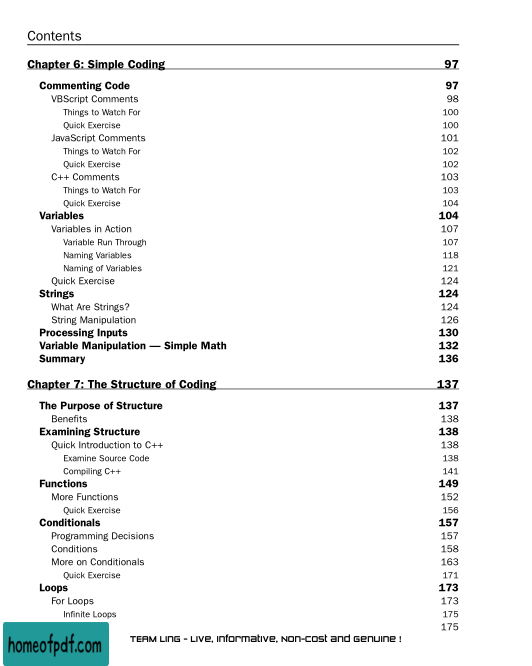 Contents
Chapter 6: Simple Coding 97
Commenting Code 97
VBScript Comments 98
Things to Watch For 100
Quick Exercise 100
JavaScript Comments 101
Things to Watch For 102
Quick Exercise 102
C++ Comments 103
Things to Watch For 103
Quick Exercise 104
Variables 104
Variables in Action 107
Variable Run Through 107
Naming Variables 118
Naming of Variables 121
Quick Exercise 124
Strings 124
What Are Strings? 124
String Manipulation 126
Processing Inputs 130
Variable Manipulation — Simple Math 132
Summary 136
Chapter 7: The Structure of Coding 137
The Purpose of Structure 137
Benefits 138
Examining Structure 138
Quick Introduction to C++ 138
Examine Source Code 138
Compiling C++ 141
Functions 149
More Functions 152
Quick Exercise 156
Conditionals 157
Programming Decisions 157
Conditions 158
More on Conditionals 163
Quick Exercise 171
Loops 173
For Loops 173
Infinite Loops 175
175
TEAM LING - Live, Informative, Non-cost and Genuine !
homeofpdf.com